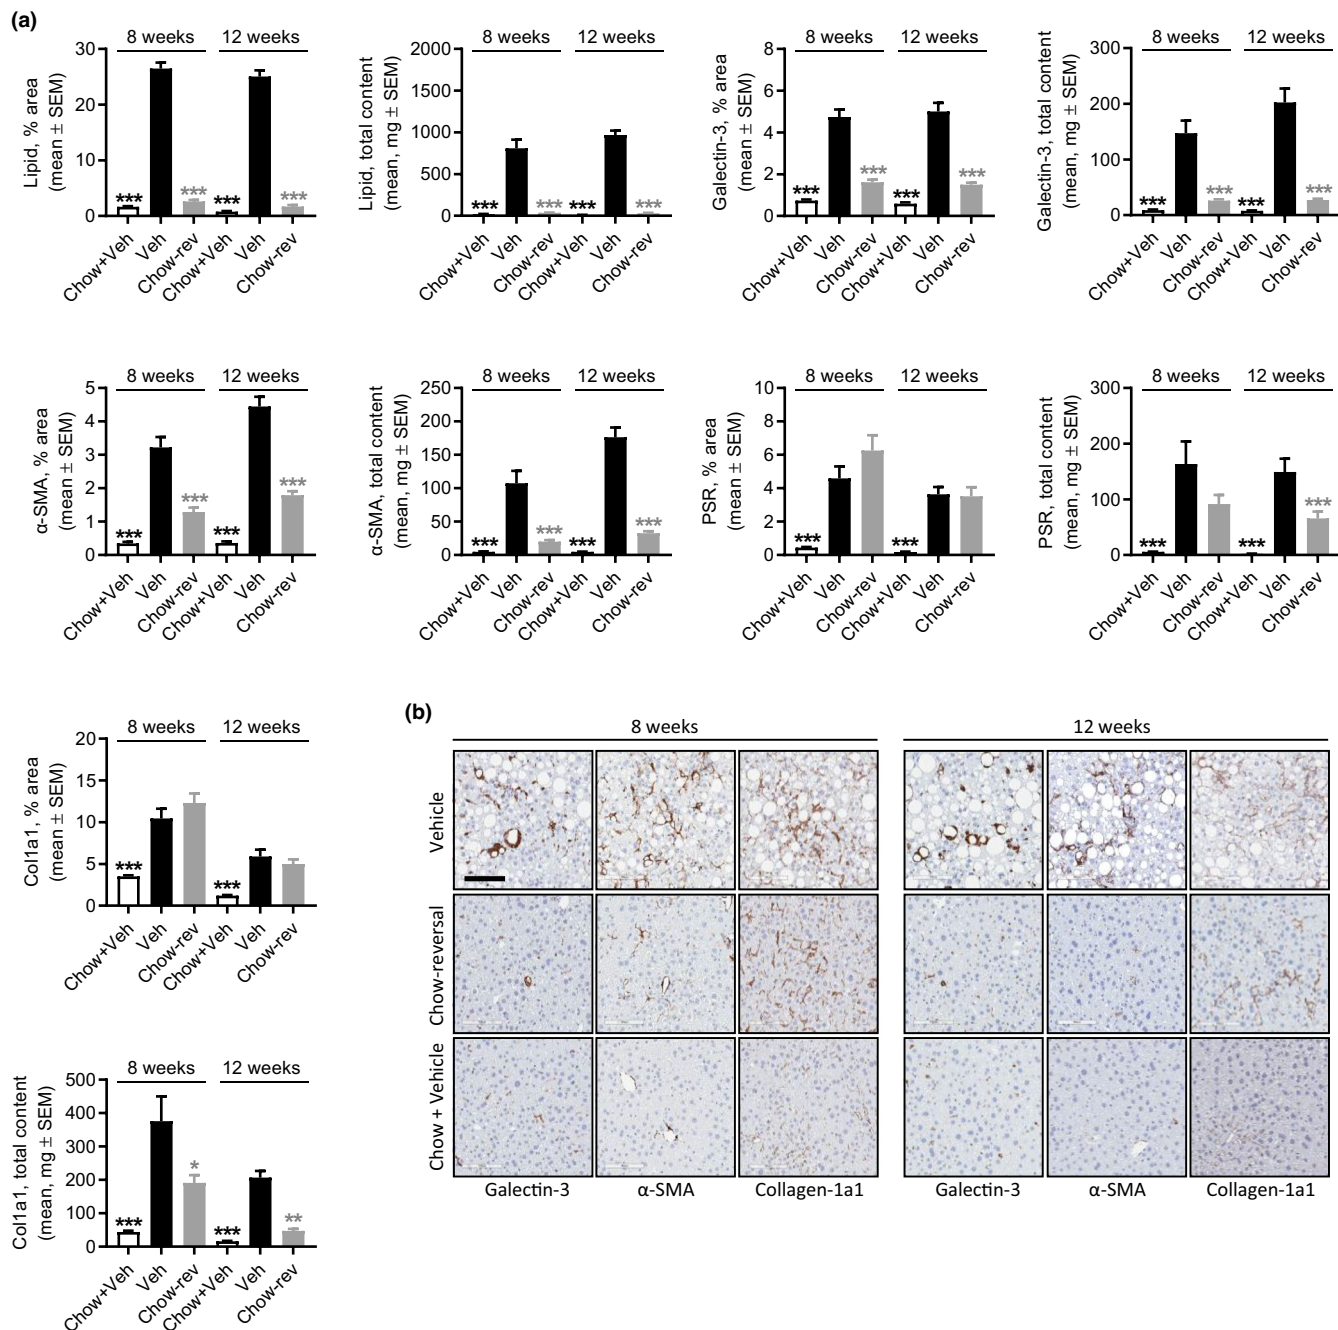 (a)
8 weeks 12 weeks
Lipid, % area
(mean ± SEM)
30
20
10
0
*** *** *** ***
Chow+Veh Veh Chow-rev Chow+Veh Veh Chow-rev
8 weeks 12 weeks
Lipid, total content
(mean, mg ± SEM)
2000
1500
1000
500
0
*** *** *** ***
Chow+Veh Veh Chow-rev Chow+Veh Veh Chow-rev
8 weeks 12 weeks
Galectin-3, % area
(mean ± SEM)
8
6
4
2
0
*** *** *** ***
Chow+Veh Veh Chow-rev Chow+Veh Veh Chow-rev
8 weeks 12 weeks
Galectin-3, total content
(mean, mg ± SEM)
300
200
100
0
*** *** *** ***
Chow+Veh Veh Chow-rev Chow+Veh Veh Chow-rev
8 weeks 12 weeks
α-SMA, % area
(mean ± SEM)
5
4
3
2
1
0
*** *** *** ***
Chow+Veh Veh Chow-rev Chow+Veh Veh Chow-rev
8 weeks 12 weeks
α-SMA, total content
(mean, mg ± SEM)
250
200
150
100
50
0
*** *** *** ***
Chow+Veh Veh Chow-rev Chow+Veh Veh Chow-rev
8 weeks 12 weeks
PSR, % area
(mean ± SEM)
10
8
6
4
2
0
*** ***
Chow+Veh Veh Chow-rev Chow+Veh Veh Chow-rev
8 weeks 12 weeks
PSR, total content
(mean, mg ± SEM)
300
200
100
0
*** *** ***
Chow+Veh Veh Chow-rev Chow+Veh Veh Chow-rev
8 weeks 12 weeks
Col1a1, % area
(mean ± SEM)
20
15
10
5
0
*** ***
Chow+Veh Veh Chow-rev Chow+Veh Veh Chow-rev
8 weeks 12 weeks
Col1a1, total content
(mean, mg ± SEM)
500
400
300
200
100
0
*** * *** **
Chow+Veh Veh Chow-rev Chow+Veh Veh Chow-rev
(b)
8 weeks 12 weeks
Vehicle
Chow-reversal
Chow + Vehicle
Galectin-3 α-SMA Collagen-1a1 Galectin-3 α-SMA Collagen-1a1